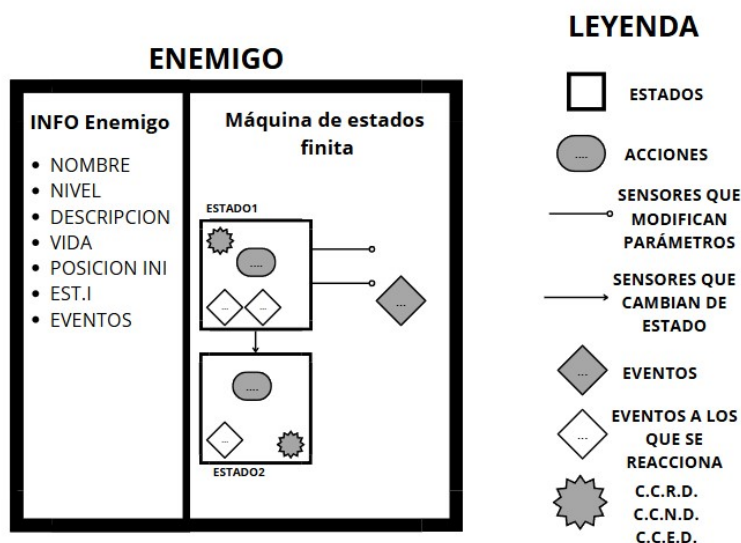 ENEMIGO
INFO Enemigo
• NOMBRE
• NIVEL
• DESCRIPCION
• VIDA
• POSICION INI
• EST.I
• EVENTOS
Máquina de estados
finita
ESTADO1
....
...
...
...
....
...
ESTADO2
LEYENDA
ESTADOS
....
ACCIONES
SENSORES QUE
MODIFICAN
PARÁMETROS
SENSORES QUE
CAMBIAN DE
ESTADO
...
EVENTOS
...
EVENTOS A LOS
QUE SE
REACCIONA
C.C.R.D.
C.C.N.D.
C.C.E.D.